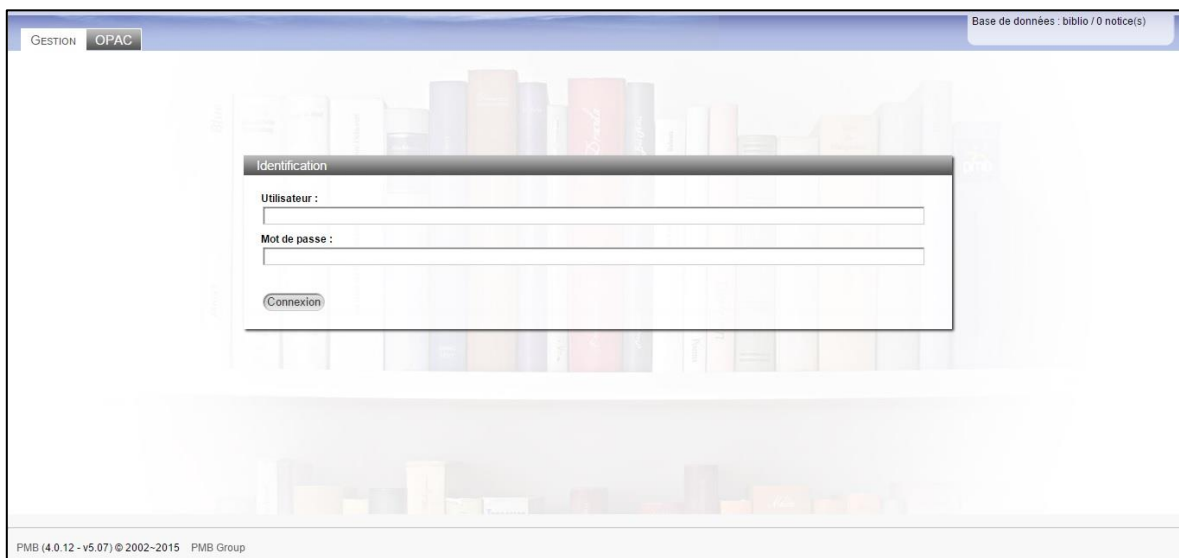 Base de données : biblio / 0 notice(s)
GESTION OPAC
Identification
Utilisateur :
Mot de passe :
Connexion
PMB (4.0.12 - v5.07) © 2002~2015 PMB Group